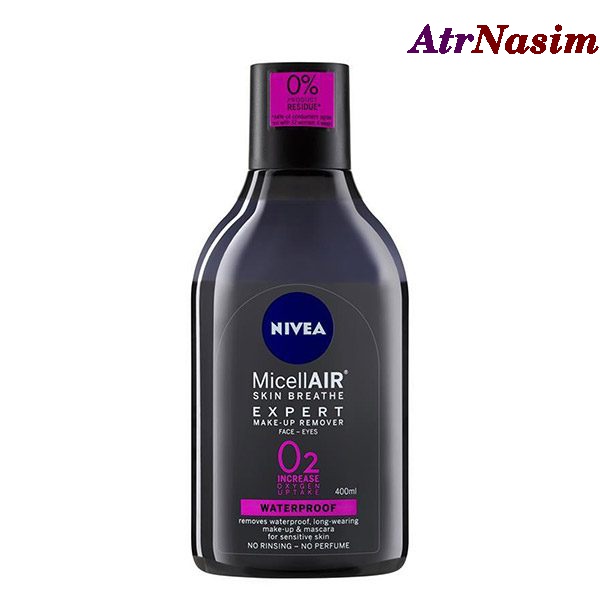 AtrNasim
0%
PRODUCT
RESIDUE*
NIVEA
MicellAIR®
SKIN BREATHE
EXPERT
MAKE-UP REMOVER
FACE – EYES
O2
INCREASE
OXYGEN
UPTAKE
400ml
WATERPROOF
removes waterproof, long-wearing
make-up & mascara
for sensitive skin
NO RINSING – NO PERFUME